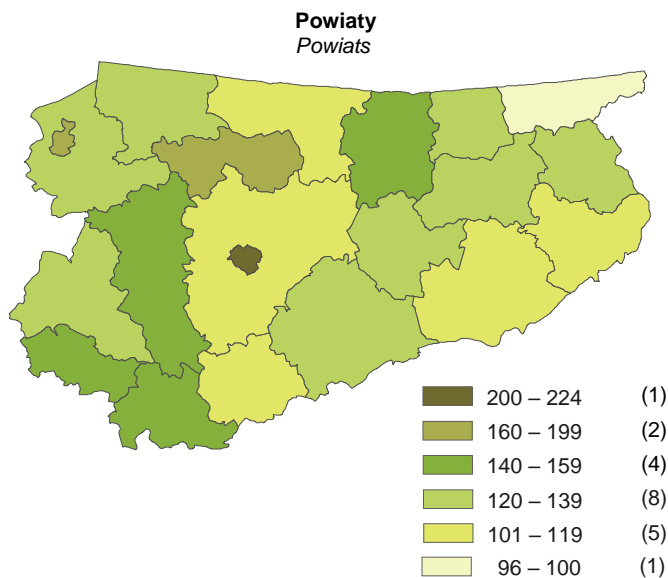 Powiaty
Powiats
200 – 224 (1)
160 – 199 (2)
140 – 159 (4)
120 – 139 (8)
101 – 119 (5)
96 – 100 (1)